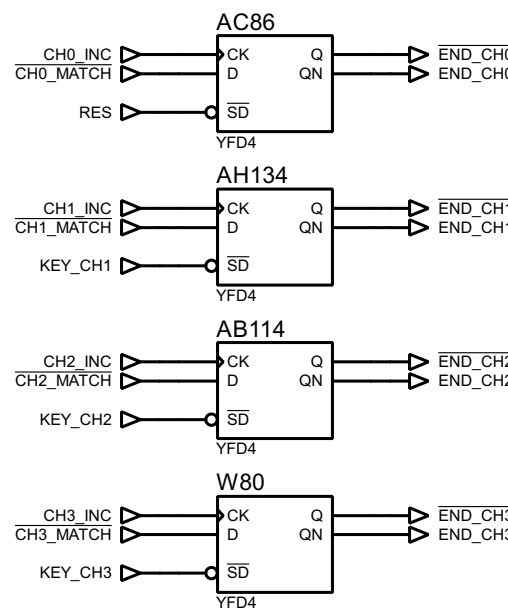 AC86
CH0_INC CK Q END_CH0
CH0_MATCH D QN END_CH0
RES SD
YFD4
AH134
CH1_INC CK Q END_CH1
CH1_MATCH D QN END_CH1
KEY_CH1 SD
YFD4
AB114
CH2_INC CK Q END_CH2
CH2_MATCH D QN END_CH2
KEY_CH2 SD
YFD4
W80
CH3_INC CK Q END_CH3
CH3_MATCH D QN END_CH3
KEY_CH3 SD
YFD4